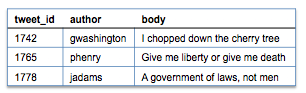 tweet_id author body
1742 gwashington I chopped down the cherry tree
1765 phenry Give me liberty or give me death
1778 jadams A government of laws, not men